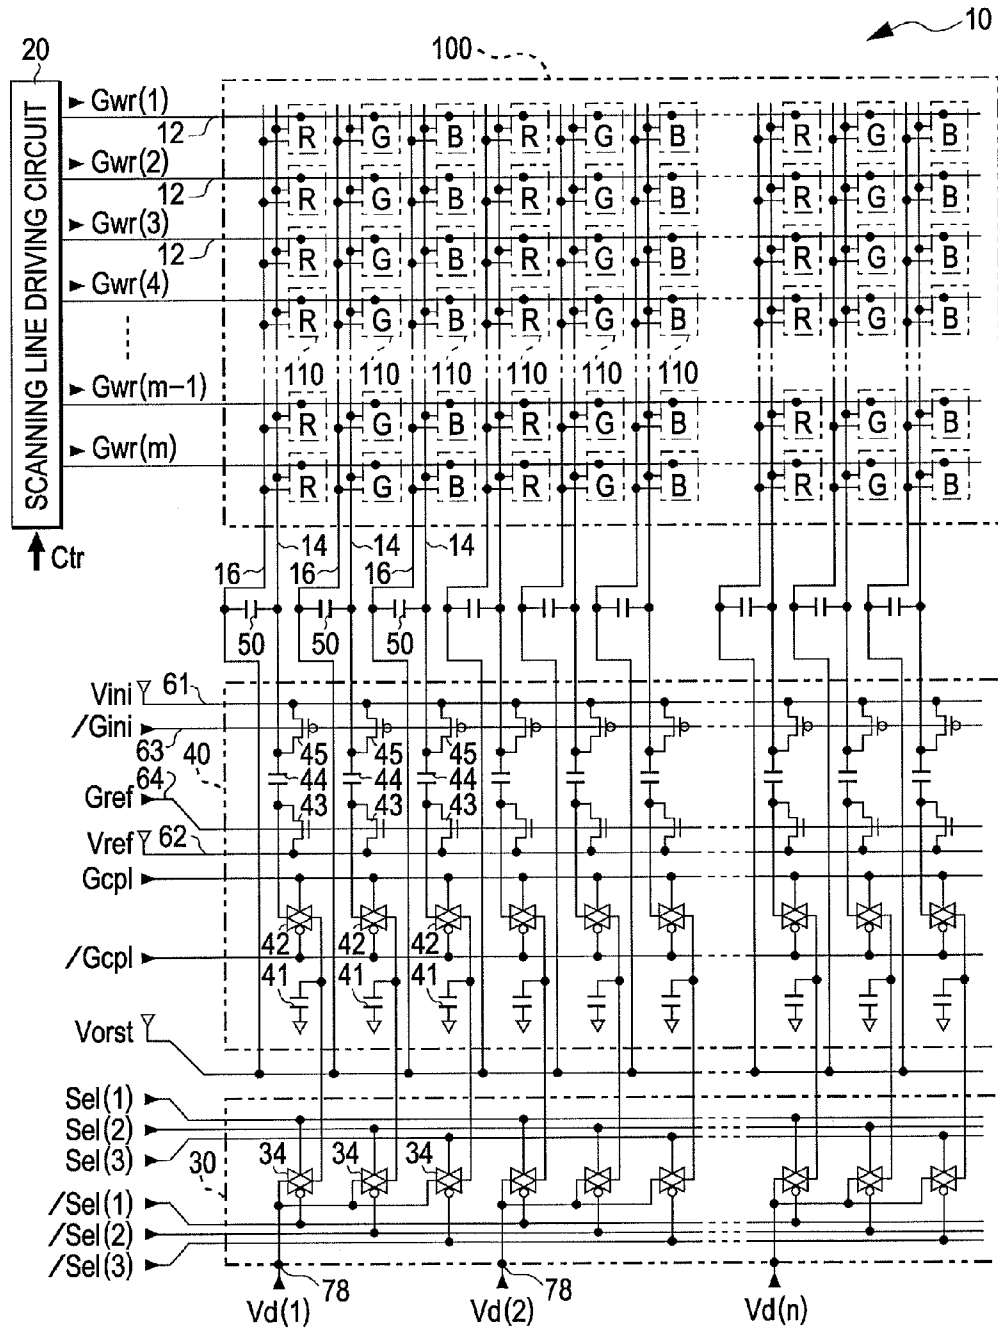 10
20
100
SCANNING LINE DRIVING CIRCUIT
Gwr(1)
12
R G B R G B R G B
Gwr(2)
12
R G B R G B R G B
Gwr(3)
12
R G B R G B R G B
Gwr(4)
R G B R G B R G B
110 110 110 110 110 110
Gwr(m-1)
R G B R G B R G B
Gwr(m)
R G B R G B R G B
Ctr
14 14 14
16 16 16
50 50 50
Vini 61
/Gini
63 40 45 45 45
64 44 44 44
Gref 43 43 43
Vref 62
Gcpl
42 42 42
/Gcpl
41 41 41
Vorst
Sel(1)
Sel(2)
Sel(3)
30 34 34 34
/Sel(1)
/Sel(2)
/Sel(3)
78 78
Vd(1) Vd(2) Vd(n)